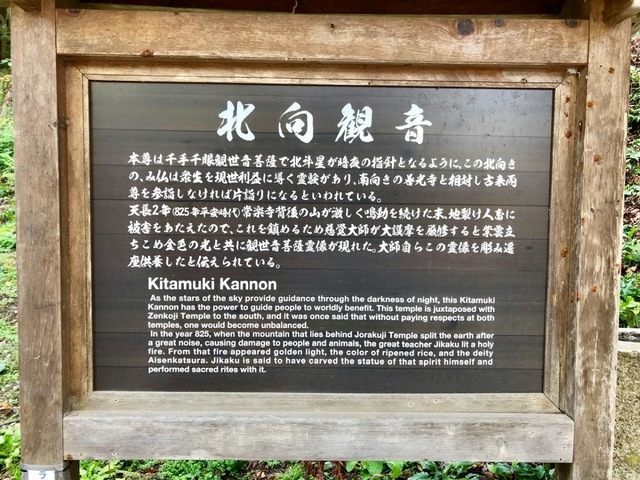 北向観音
本尊は千手千眼観世音菩薩で北斗星が暗夜の指針となるように、この北向き
の、み仏は衆生を現世利益に導く霊験があり、南向きの善光寺と相対し古来両
尊を参詣しなければ片詣りになるといわれている。
天長2年(825年平安時代)常楽寺背後の山が激しく鳴動を続けた末、地裂け人畜に
被害をあたえたので、これを鎮めるため慈覚大師が大護摩を厳修すると紫雲立
ちこめ金色の光と共に観世音菩薩霊像が現れた。大師自らこの霊像を彫み遷
座供養したと伝えられている。
Kitamuki Kannon
As the stars of the sky provide guidance through the darkness of night, this Kitamuki
Kannon has the power to guide people to worldly benefit. This temple is juxtaposed with
Zenkoji Temple to the south, and it was once said that without paying respects at both
temples, one would become unbalanced.
In the year 825, when the mountain that lies behind Jorakuji Temple split the earth after
a great noise, causing damage to people and animals, the great teacher Jikaku lit a holy
fire. From that fire appeared golden light, the color of ripened rice, and the deity
Aisenkatsura. Jikaku is said to have carved the statue of that spirit himself and
performed sacred rites with it.